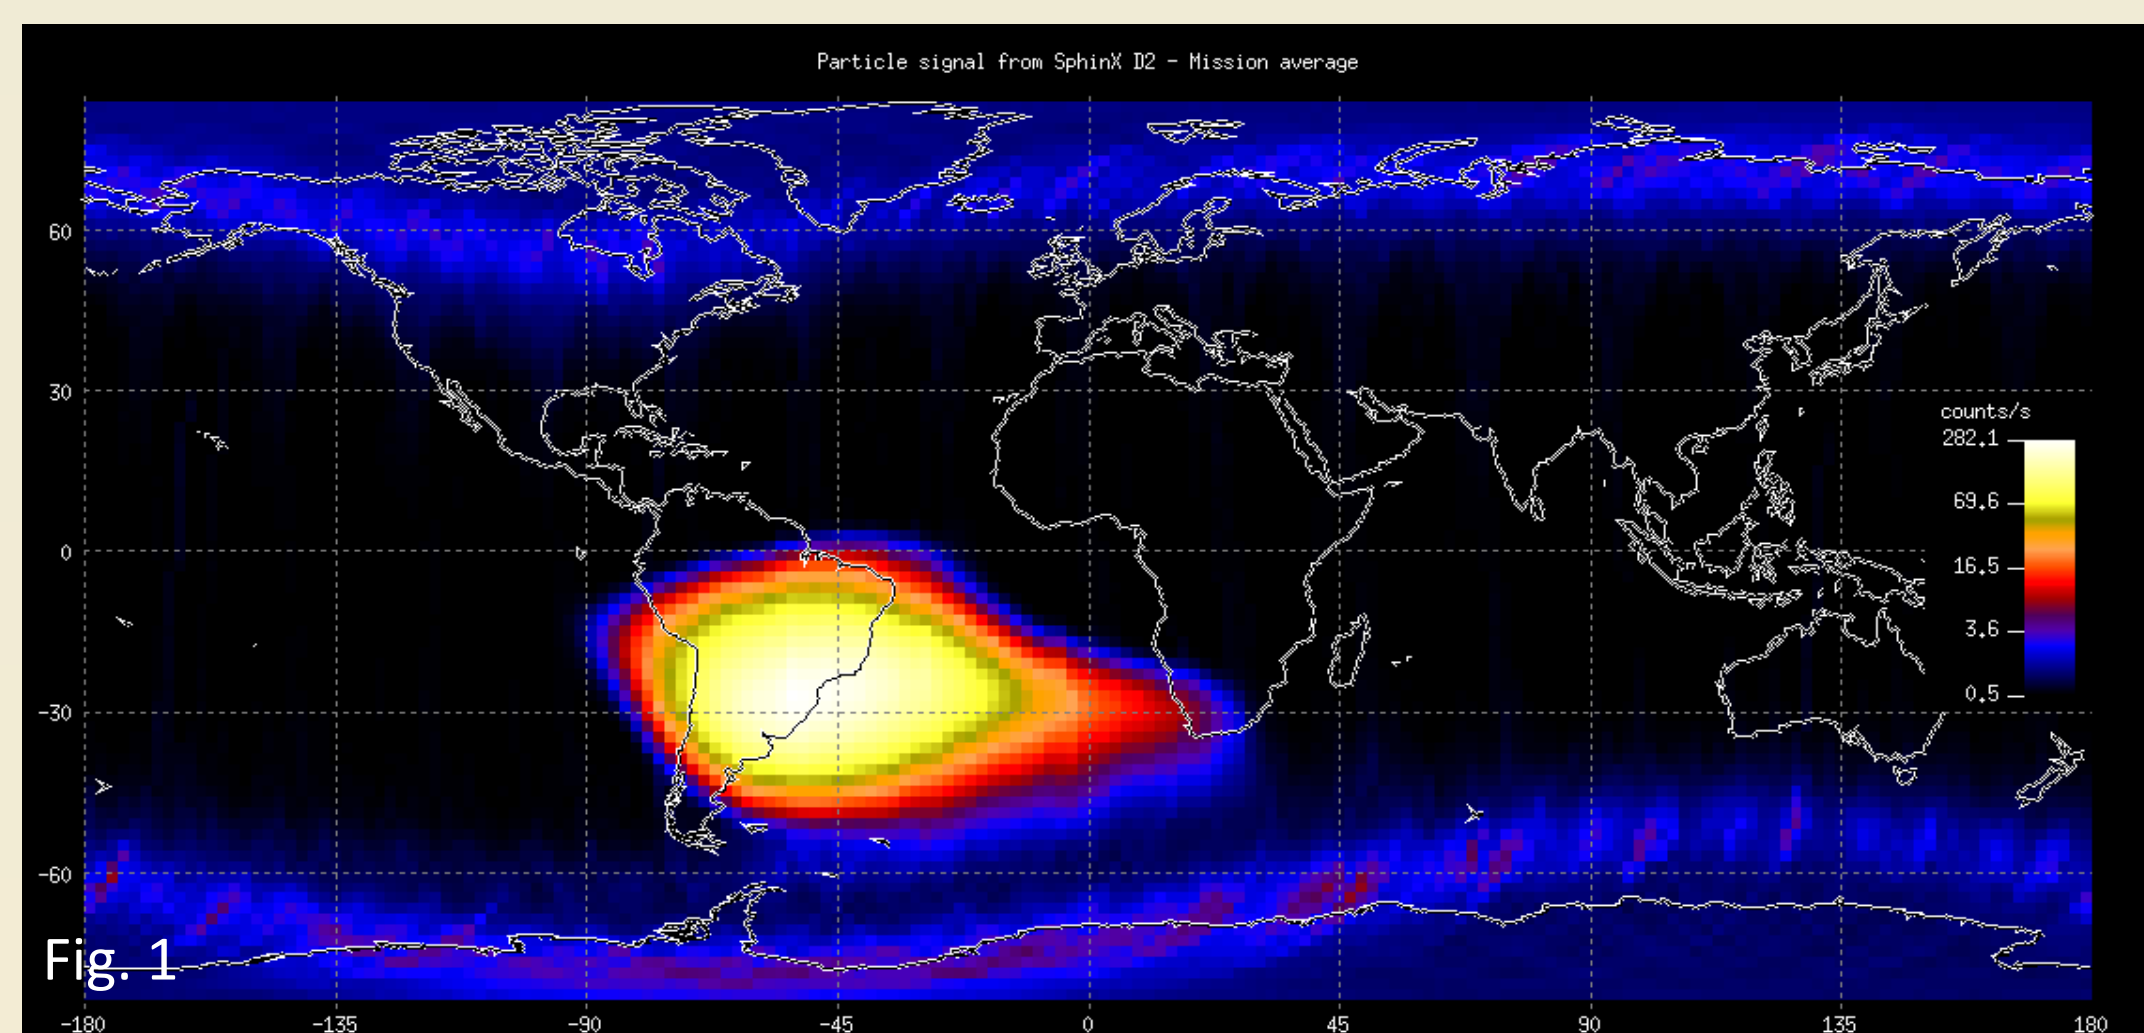 Particle signal from SphinX D2 - Mission average
60
30
0
-30
-60
counts/s
282.1
69.6
16.5
3.6
0.5
Fig. 1
-180 -135 -90 -45 0 45 90 135 180